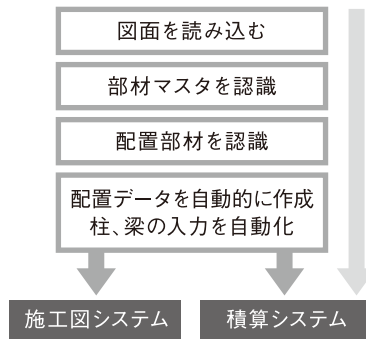 図面を読み込む
部材マスタを認識
配置部材を認識
配置データを自動的に作成
柱、梁の入力を自動化
施工図システム
積算システム